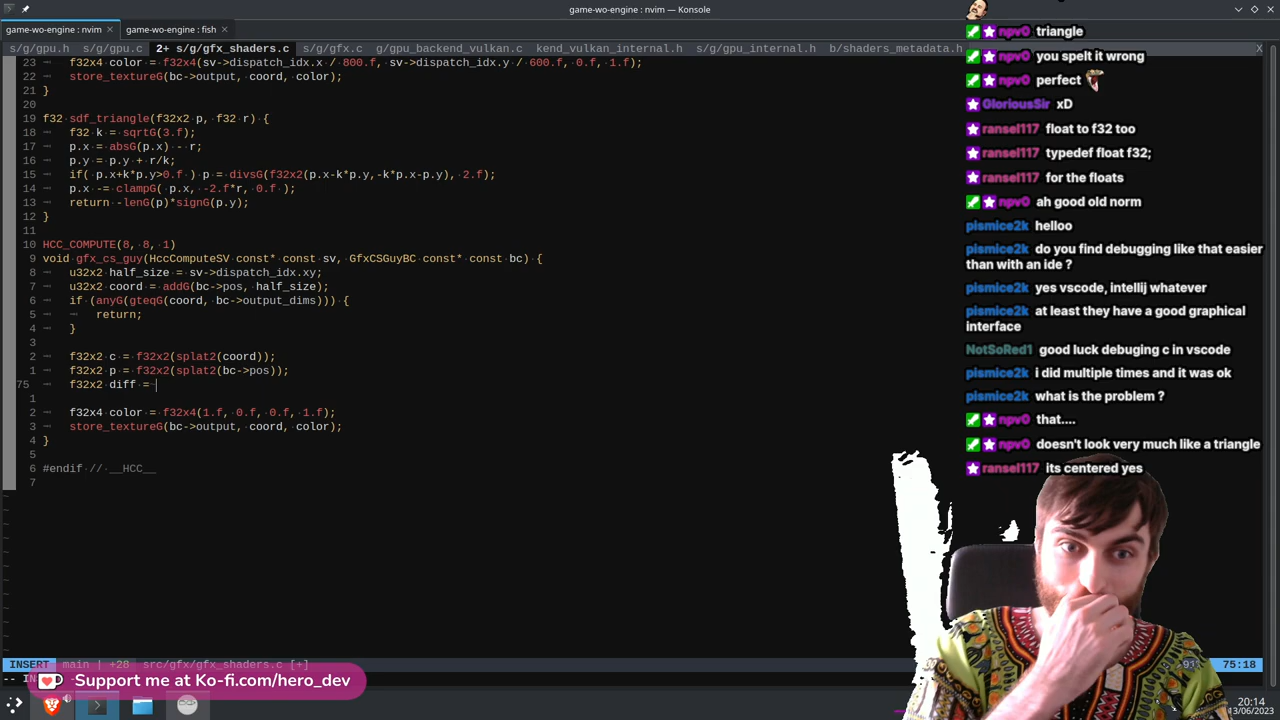 game-wo-engine : nvim — Konsole
game-wo-engine : nvim
game-wo-engine : fish
s/g/gpu.h s/g/gpu.c 2+ s/g/gfx_shaders.c s/g/gfx.c g/gpu_backend_vulkan.c kend_vulkan_internal.h s/g/gpu_internal.h b/shaders_metadata.h X
23 f32x4 color = f32x4(sv->dispatch_idx.x / 800.f, sv->dispatch_idx.y / 600.f, 0.f, 1.f);
22 store_textureG(bc->output, coord, color);
21 }
20
19 f32 sdf_triangle(f32x2 p, f32 r) {
18 f32 k = sqrtG(3.f);
17 p.x = absG(p.x) - r;
16 p.y = p.y + r/k;
15 if( p.x+k*p.y>0.f ) p = divsG(f32x2(p.x-k*p.y,-k*p.x-p.y), 2.f);
14 p.x -= clampG( p.x, -2.f*r, 0.f );
13 return -lenG(p)*signG(p.y);
12 }
11
10 HCC_COMPUTE(8, 8, 1)
9 void gfx_cs_guy(HccComputeSV const* const sv, GfxCSGuyBC const* const bc) {
8 u32x2 half_size = sv->dispatch_idx.xy;
7 u32x2 coord = addG(bc->pos, half_size);
6 if (anyG(gteqG(coord, bc->output_dims))) {
5 return;
4 }
3
2 f32x2 c = f32x2(splat2(coord));
1 f32x2 p = f32x2(splat2(bc->pos));
75 f32x2 diff =
1
2 f32x4 color = f32x4(1.f, 0.f, 0.f, 1.f);
3 store_textureG(bc->output, coord, color);
4 }
5
6 #endif // __HCC__
7
npv0 triangle
npv0 you spelt it wrong
npv0 perfect
GloriousSir xD
ransel117 float to f32 too
ransel117 typedef float f32;
ransel117 for the floats
npv0 ah good old norm
pismice2k helloo
pismice2k do you find debugging like that easier
than with an ide ?
pismice2k yes vscode, intellij whatever
pismice2k at least they have a good graphical
interface
NotSoRed1 good luck debuging c in vscode
pismice2k i did multiple times and it was ok
pismice2k what is the problem ?
npv0 that....
npv0 doesn't look very much like a triangle
ransel117 its centered yes
INSERT main | +28 src/gfx/gfx_shaders.c [+] 75:18
-- IN
Support me at Ko-fi.com/hero_dev
20:14
13/06/2023